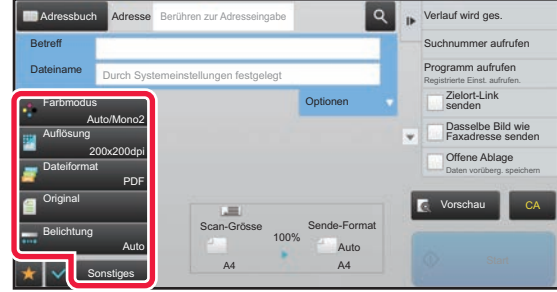 Adressbuch
Adresse
Berühren zur Adresseingabe
Betreff
Dateiname
Durch Systemeinstellungen festgelegt
Optionen
Farbmodus
Auto/Mono2
Auflösung
200x200dpi
Dateiformat
PDF
Original
Belichtung
Auto
Sonstiges
Scan-Grösse
100%
Sende-Format
Auto
A4
A4
Verlauf wird ges.
Suchnummer aufrufen
Programm aufrufen
Registrierte Einst. aufrufen.
Zielort-Link
senden
Dasselbe Bild wie
Faxadresse senden
Offene Ablage
Daten vorüberg. speichern
Vorschau
CA
Start